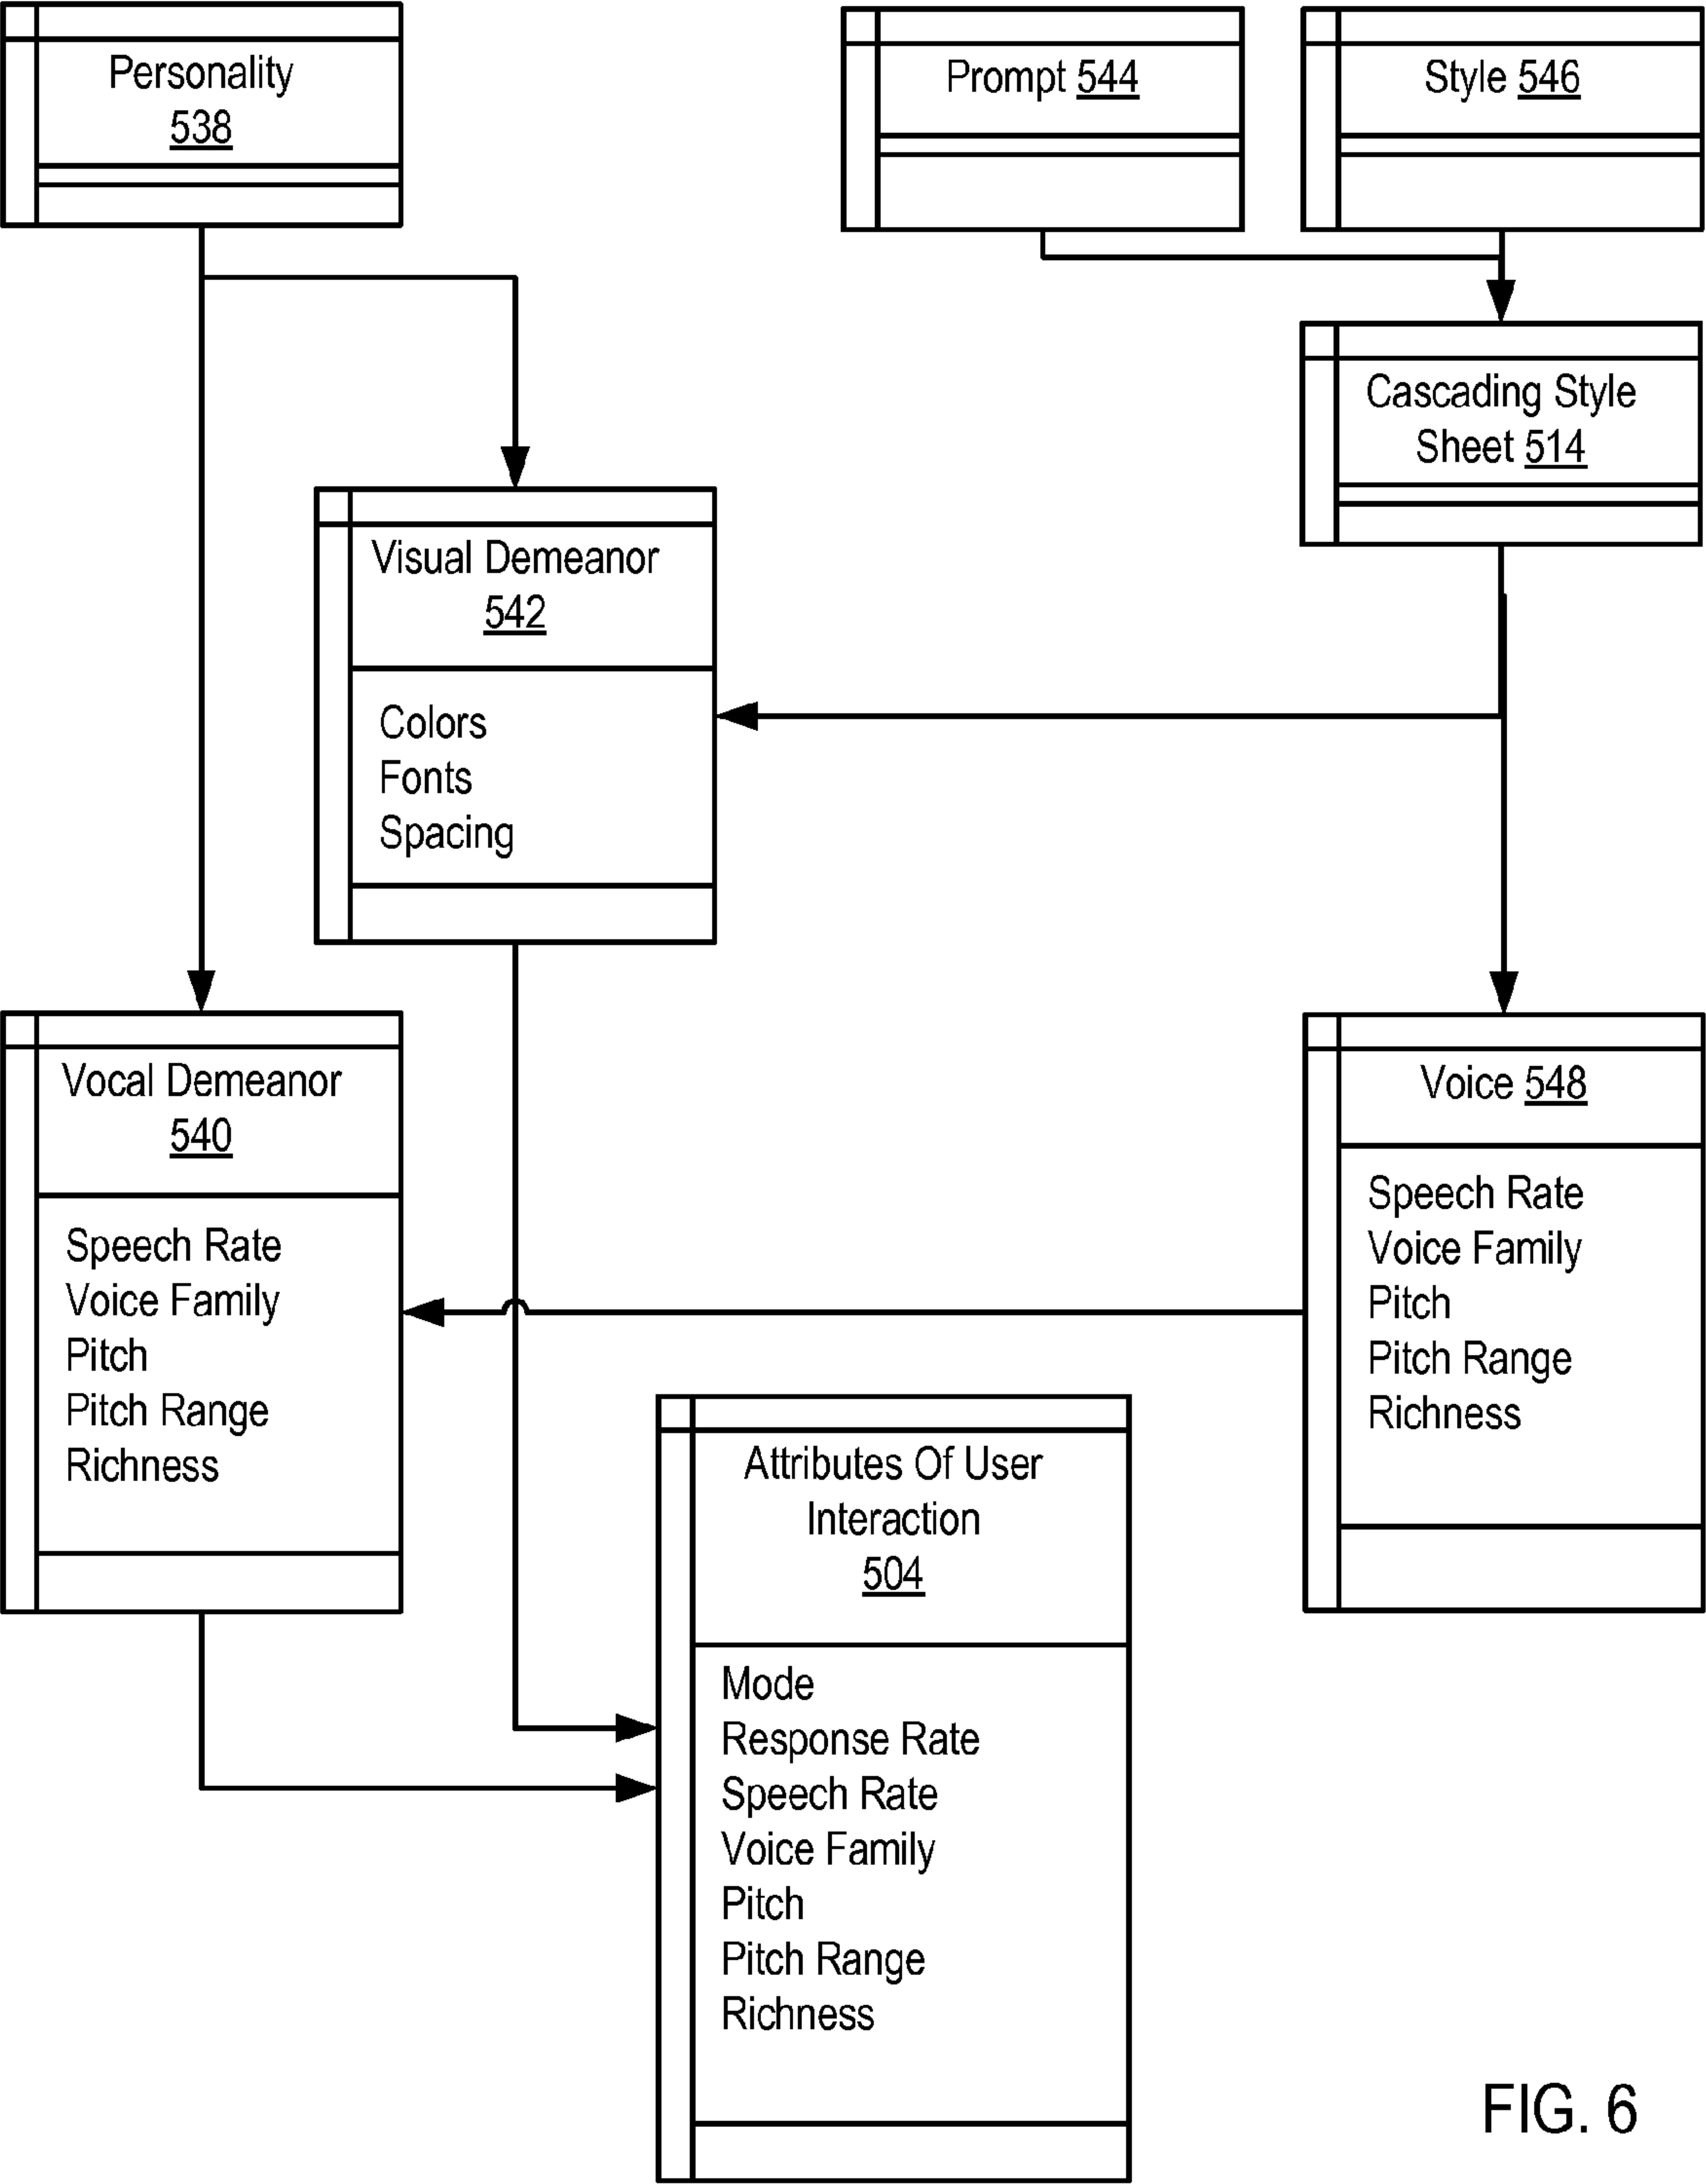 Personality
538
Prompt 544
Style 546
Cascading Style
Sheet 514
Visual Demeanor
542
Colors
Fonts
Spacing
Vocal Demeanor
540
Speech Rate
Voice Family
Pitch
Pitch Range
Richness
Voice 548
Speech Rate
Voice Family
Pitch
Pitch Range
Richness
Attributes Of User
Interaction
504
Mode
Response Rate
Speech Rate
Voice Family
Pitch
Pitch Range
Richness
FIG. 6